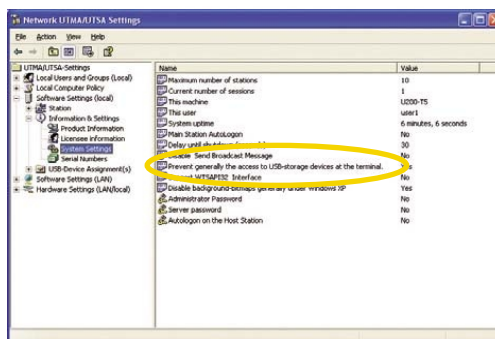 Network UTMA/UTSA Settings
File Action View Help
UTMA/UTSA-Settings
Local Users and Groups (Local)
Local Computer Policy
Software Settings (local)
Station
Information & Settings
Product Information
Licensee information
System Settings
Serial Numbers
USB-Device Assignment(s)
Software Settings (LAN)
Hardware Settings (LAN/local)
Name Value
Maximum number of stations 10
Current number of sessions 1
This machine U200-T5
This user user1
System uptime 6 minutes, 6 seconds
Main Station AutoLogon No
Delay until shutdown 30
Disable Send Broadcast Message No
Prevent generally the access to USB-storage devices at the terminal. Yes
WTSAPI32 Interface No
Disable background-bitmaps generally under Windows XP Yes
Administrator Password No
Server password No
Autologon on the Host Station No